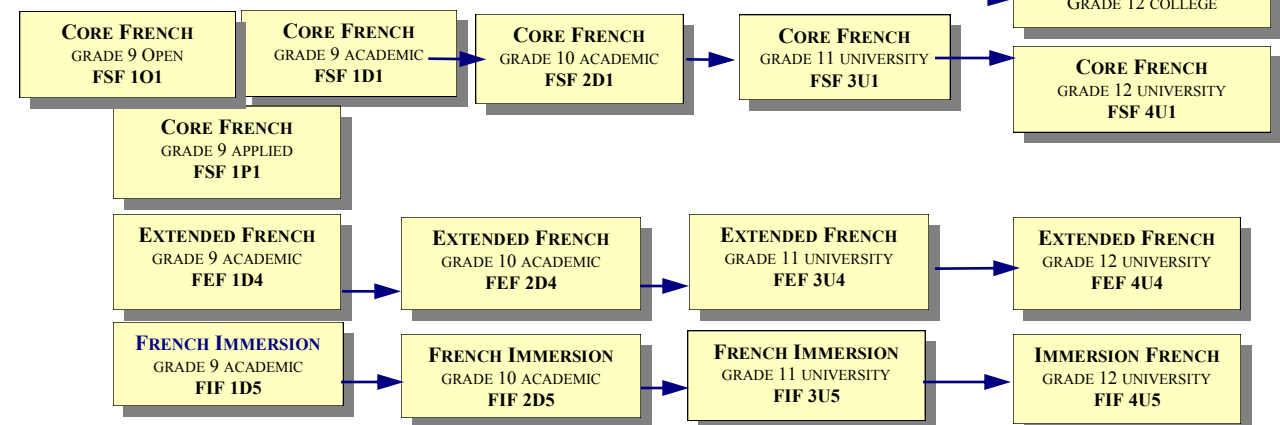 GRADE 12 COLLEGE
CORE FRENCH
GRADE 9 OPEN
FSF 1O1
CORE FRENCH
GRADE 9 ACADEMIC
FSF 1D1
CORE FRENCH
GRADE 10 ACADEMIC
FSF 2D1
CORE FRENCH
GRADE 11 UNIVERSITY
FSF 3U1
CORE FRENCH
GRADE 12 UNIVERSITY
FSF 4U1
CORE FRENCH
GRADE 9 APPLIED
FSF 1P1
EXTENDED FRENCH
GRADE 9 ACADEMIC
FEF 1D4
EXTENDED FRENCH
GRADE 10 ACADEMIC
FEF 2D4
EXTENDED FRENCH
GRADE 11 UNIVERSITY
FEF 3U4
EXTENDED FRENCH
GRADE 12 UNIVERSITY
FEF 4U4
FRENCH IMMERSION
GRADE 9 ACADEMIC
FIF 1D5
FRENCH IMMERSION
GRADE 10 ACADEMIC
FIF 2D5
FRENCH IMMERSION
GRADE 11 UNIVERSITY
FIF 3U5
IMMERSION FRENCH
GRADE 12 UNIVERSITY
FIF 4U5